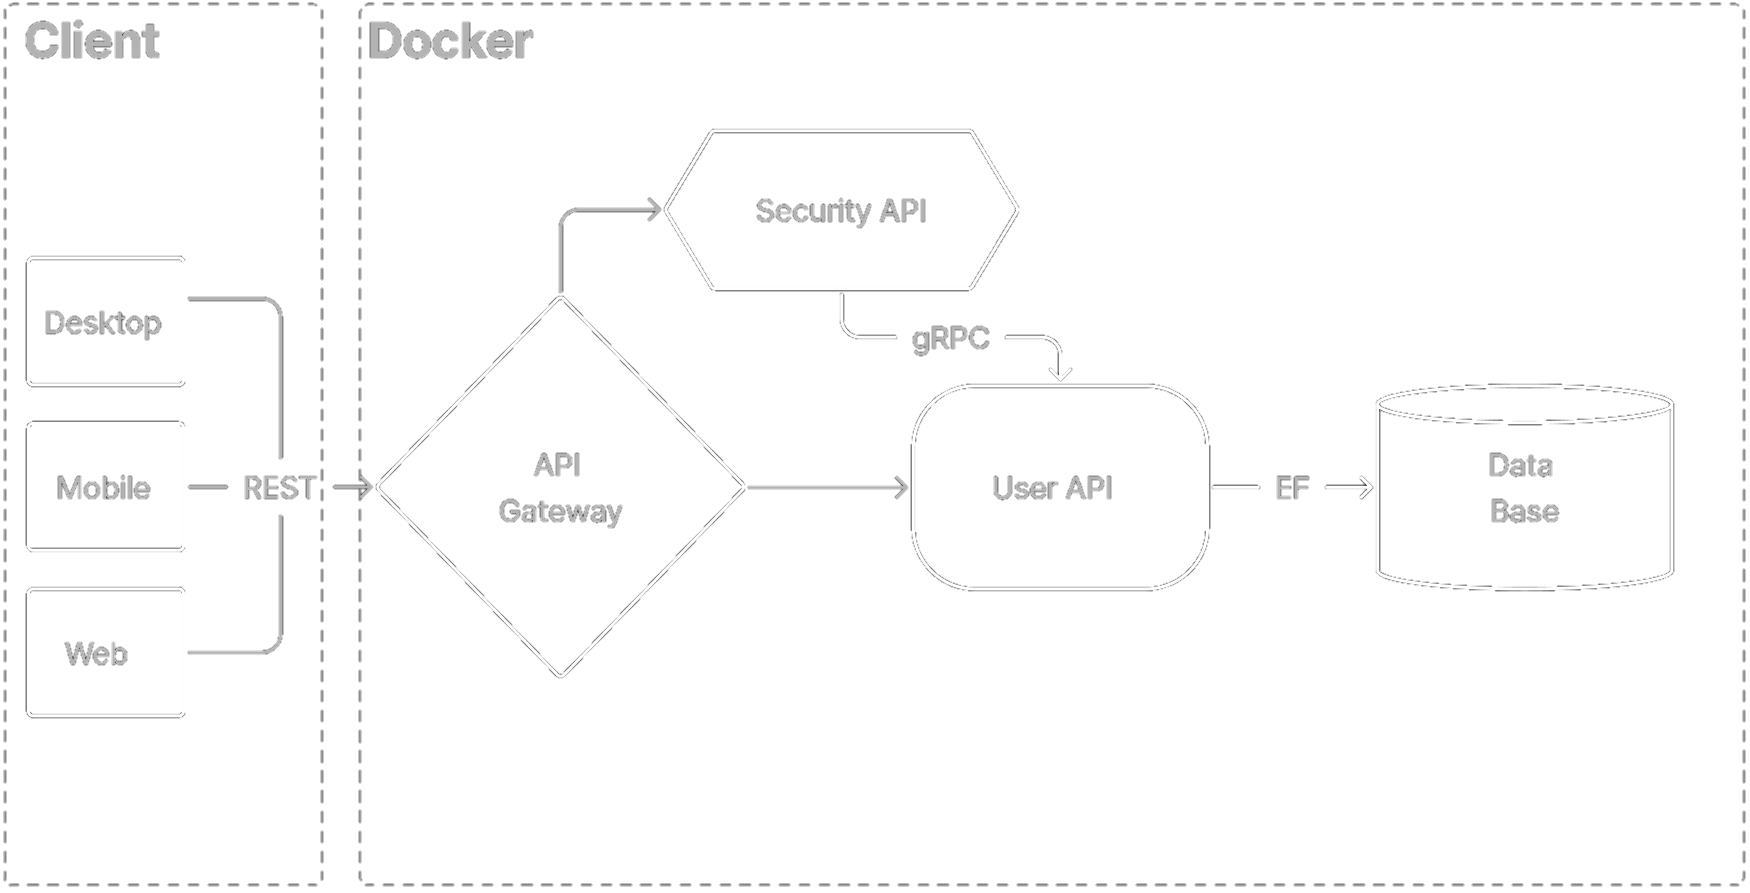 Client
Docker
Security API
Desktop
gRPC
Mobile
REST
API
Gateway
User API
EF
Data
Base
Web